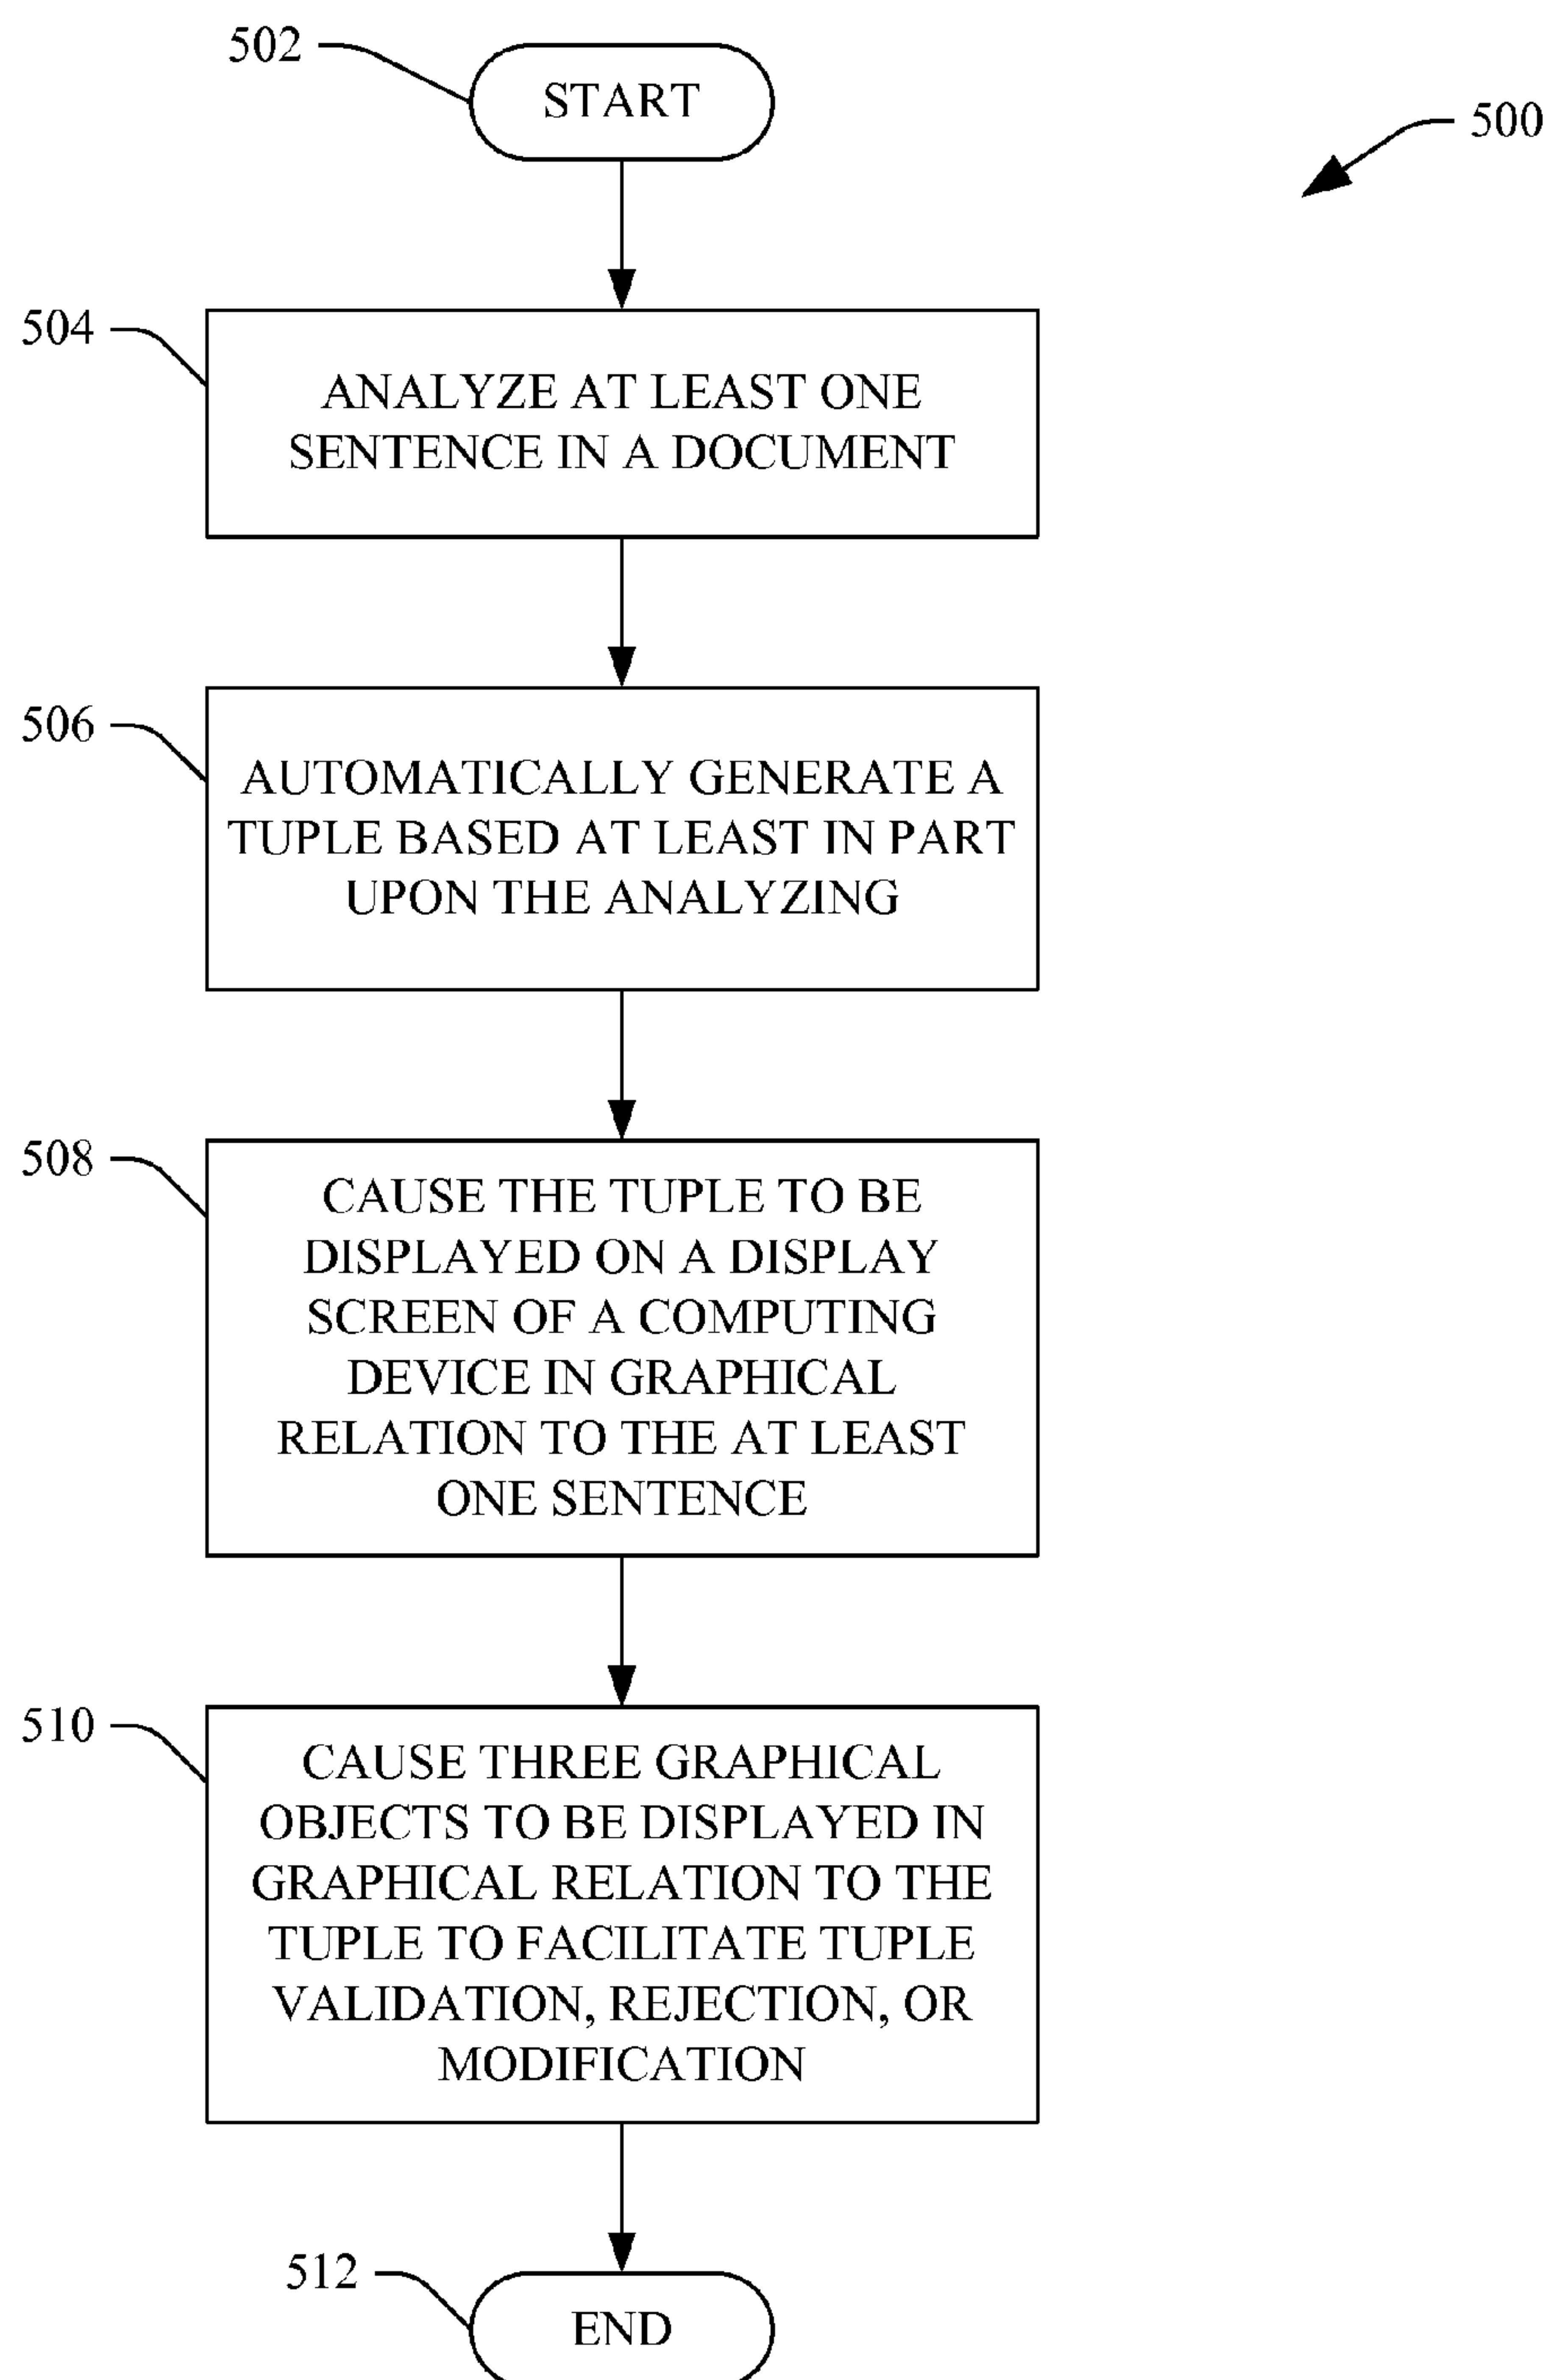 502
START
500
504
ANALYZE AT LEAST ONE
SENTENCE IN A DOCUMENT
506
AUTOMATICALLY GENERATE A
TUPLE BASED AT LEAST IN PART
UPON THE ANALYZING
508
CAUSE THE TUPLE TO BE
DISPLAYED ON A DISPLAY
SCREEN OF A COMPUTING
DEVICE IN GRAPHICAL
RELATION TO THE AT LEAST
ONE SENTENCE
510
CAUSE THREE GRAPHICAL
OBJECTS TO BE DISPLAYED IN
GRAPHICAL RELATION TO THE
TUPLE TO FACILITATE TUPLE
VALIDATION, REJECTION, OR
MODIFICATION
512
END